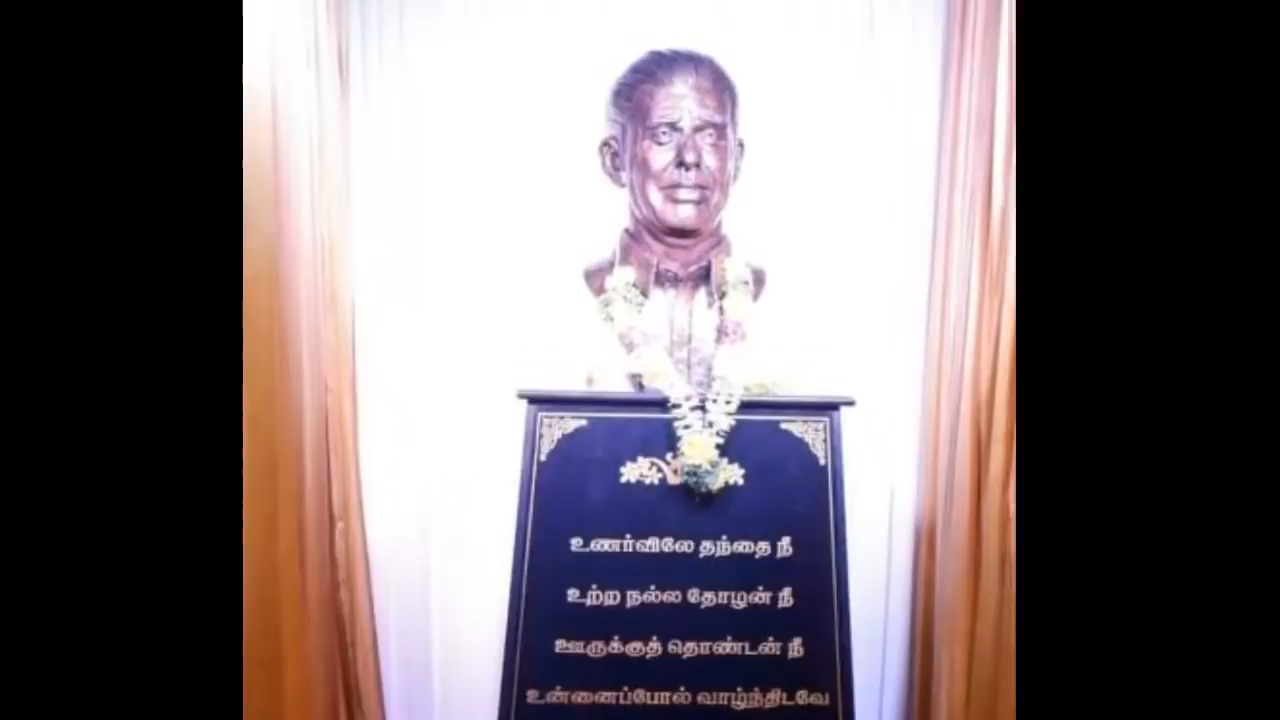 உணர்விலே தந்தை நீ
உற்ற நல்ல தோழன் நீ
ஊருக்குத் தொண்டன் நீ
உன்னைப்போல் வாழ்ந்திடவே